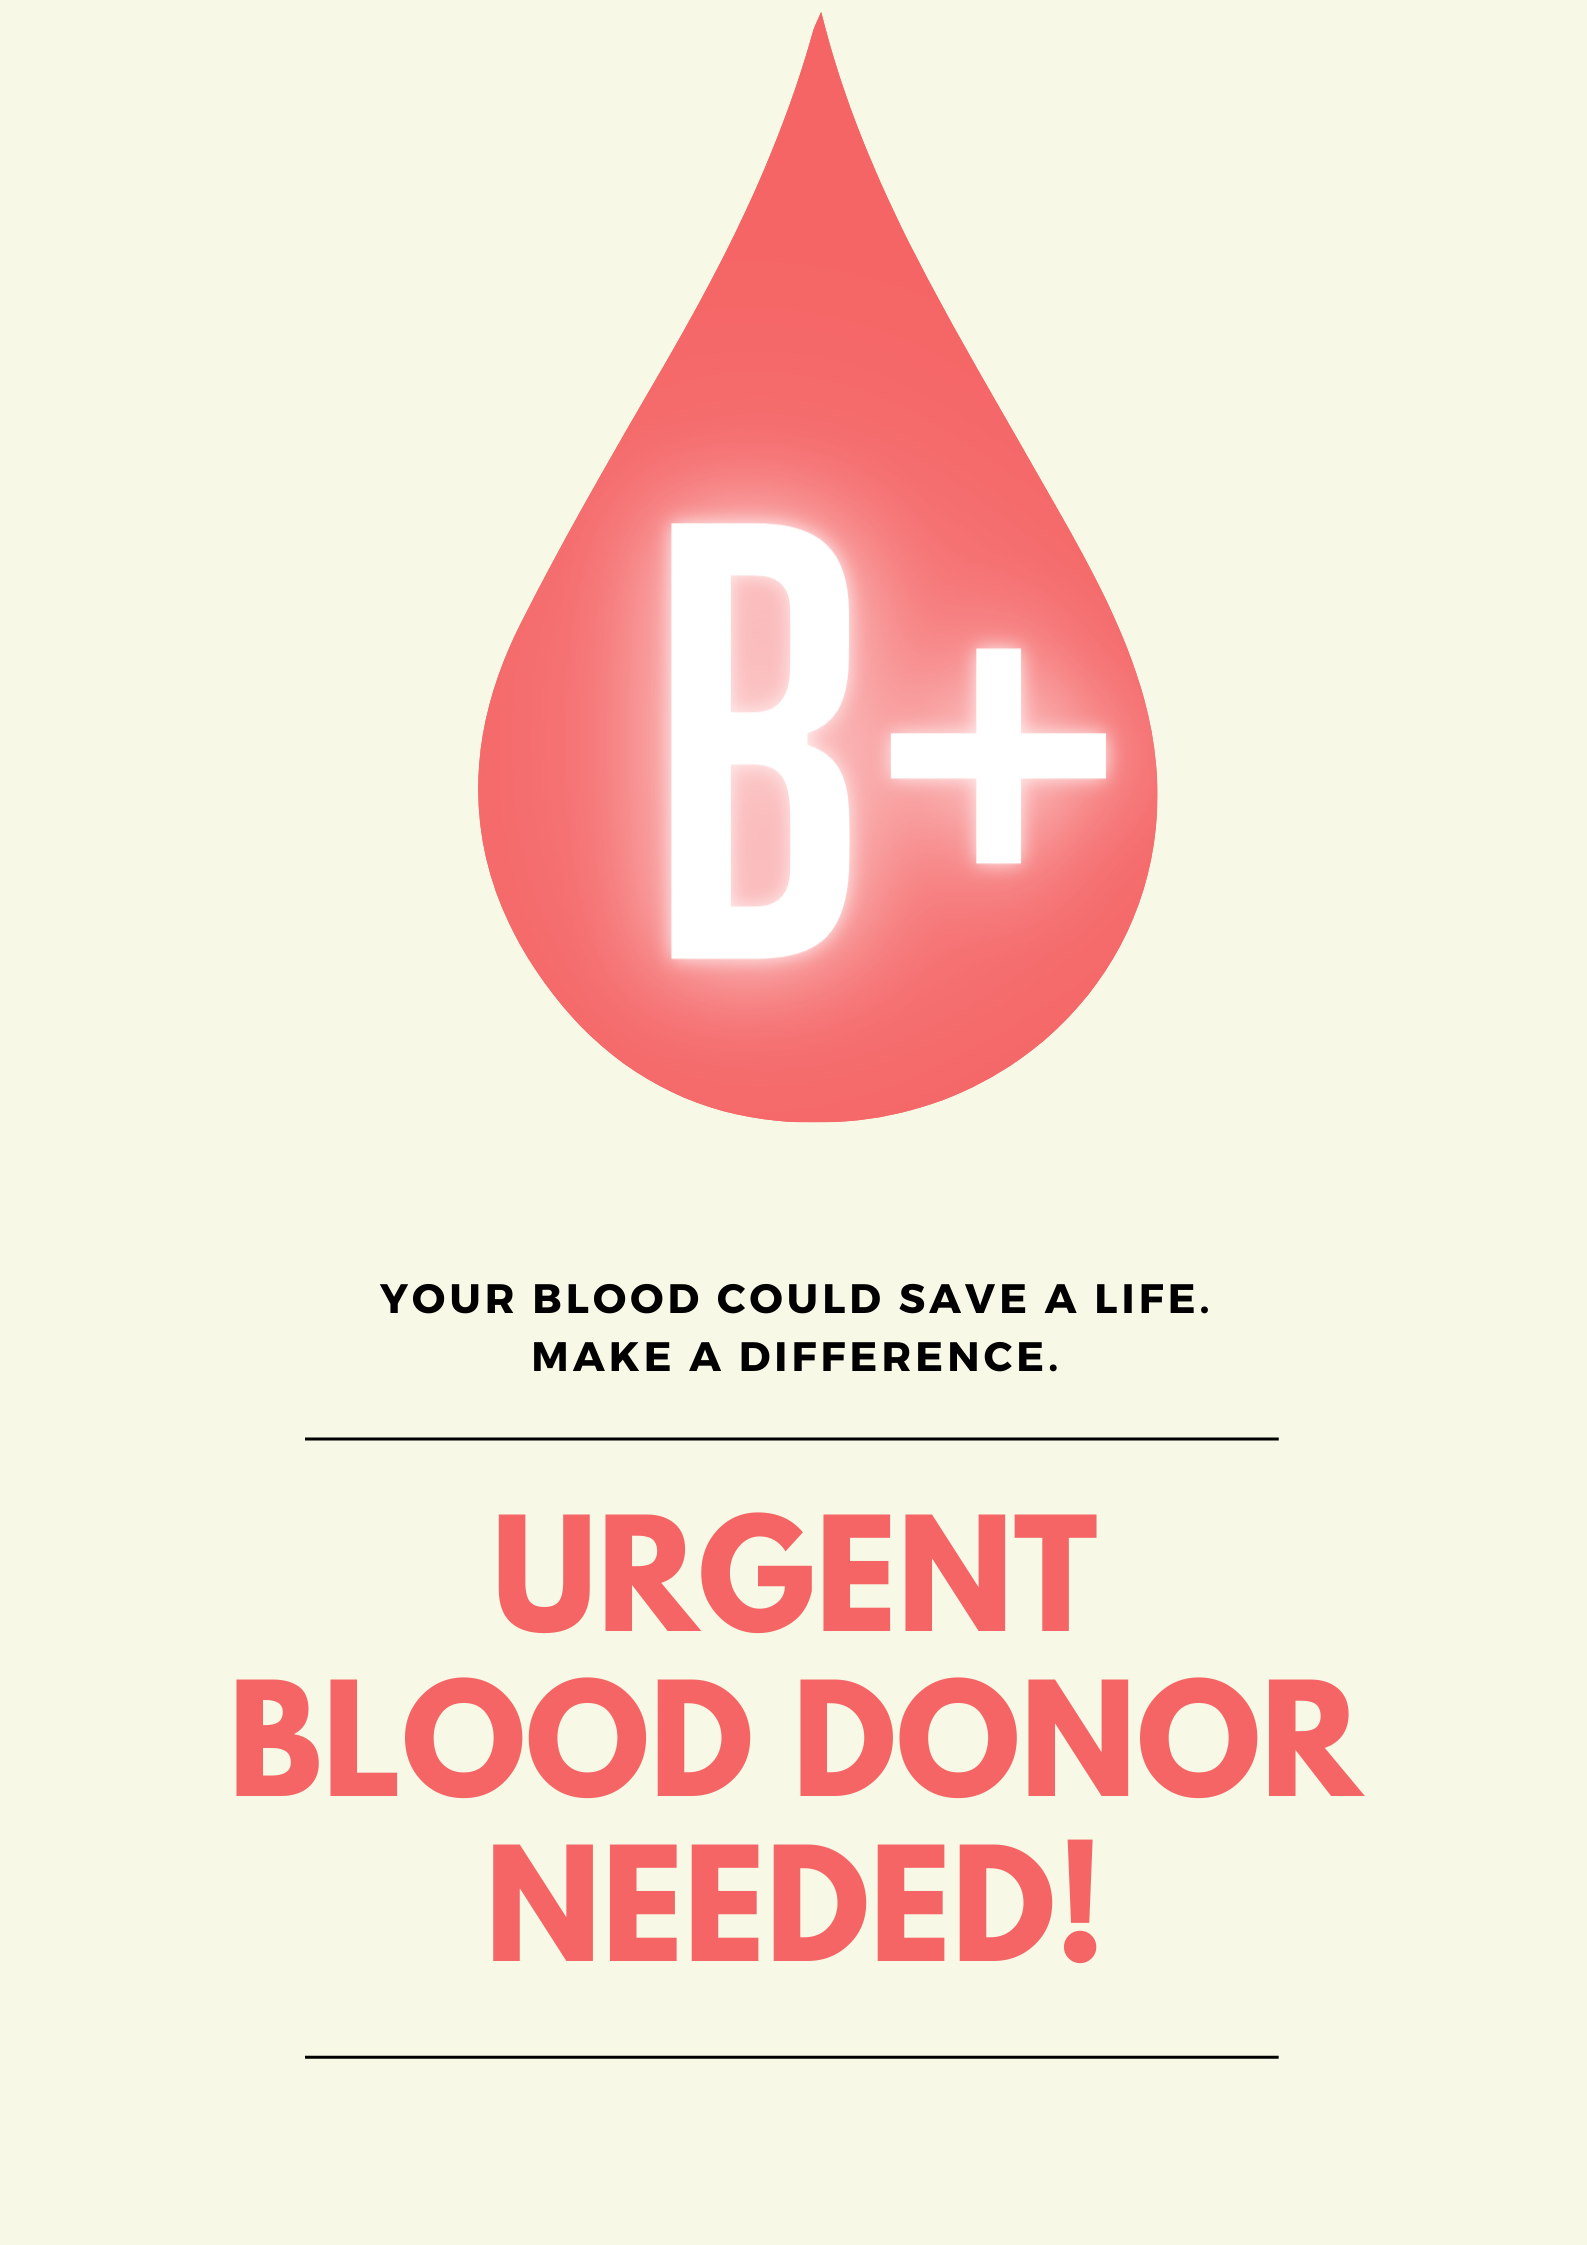 B+
YOUR BLOOD COULD SAVE A LIFE.
MAKE A DIFFERENCE.
URGENT
BLOOD DONOR
NEEDED!